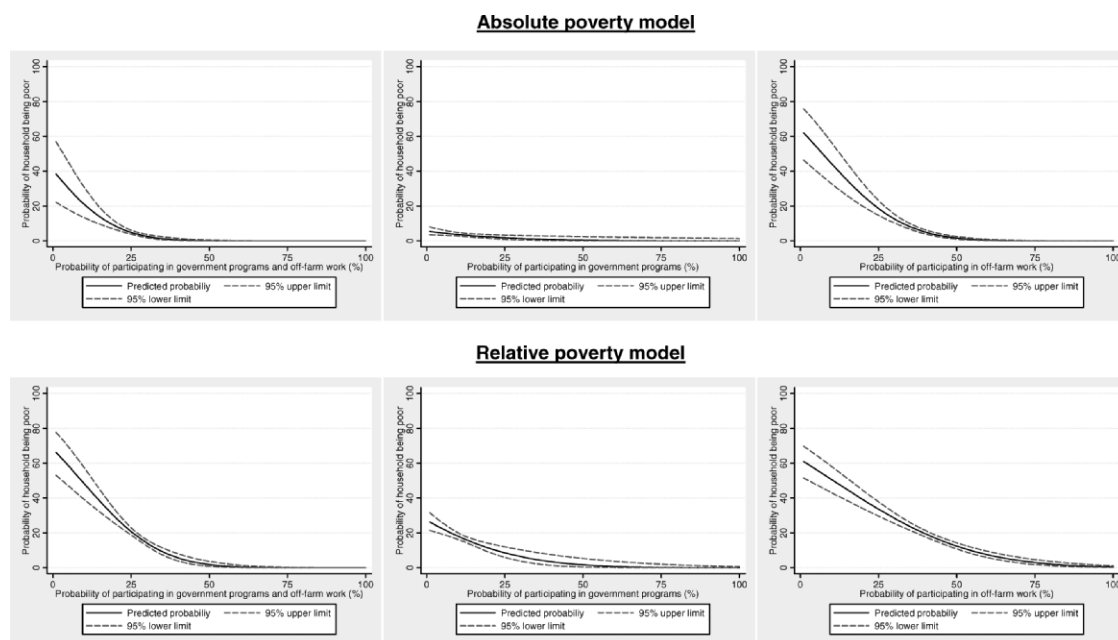 Absolute poverty model
Probability of household being poor
0 20 40 60 80 100
0 25 50 75 100
Probability of participating in government programs and off-farm work (%)
Predicted probabiliy 95% upper limit
95% lower limit
Probability of household being poor
0 20 40 60 80 100
0 25 50 75 100
Probability of participating in government programs (%)
Predicted probabiliy 95% upper limit
95% lower limit
Probability of household being poor
0 20 40 60 80 100
0 25 50 75 100
Probability of participating in off-farm work (%)
Predicted probabiliy 95% upper limit
95% lower limit
Relative poverty model
Probability of household being poor
0 20 40 60 80 100
0 25 50 75 100
Probability of participating in government programs and off-farm work (%)
Predicted probabiliy 95% upper limit
95% lower limit
Probability of household being poor
0 20 40 60 80 100
0 25 50 75 100
Probability of participating in government programs (%)
Predicted probabiliy 95% upper limit
95% lower limit
Probability of household being poor
0 20 40 60 80 100
0 25 50 75 100
Probability of participating in off-farm work (%)
Predicted probabiliy 95% upper limit
95% lower limit